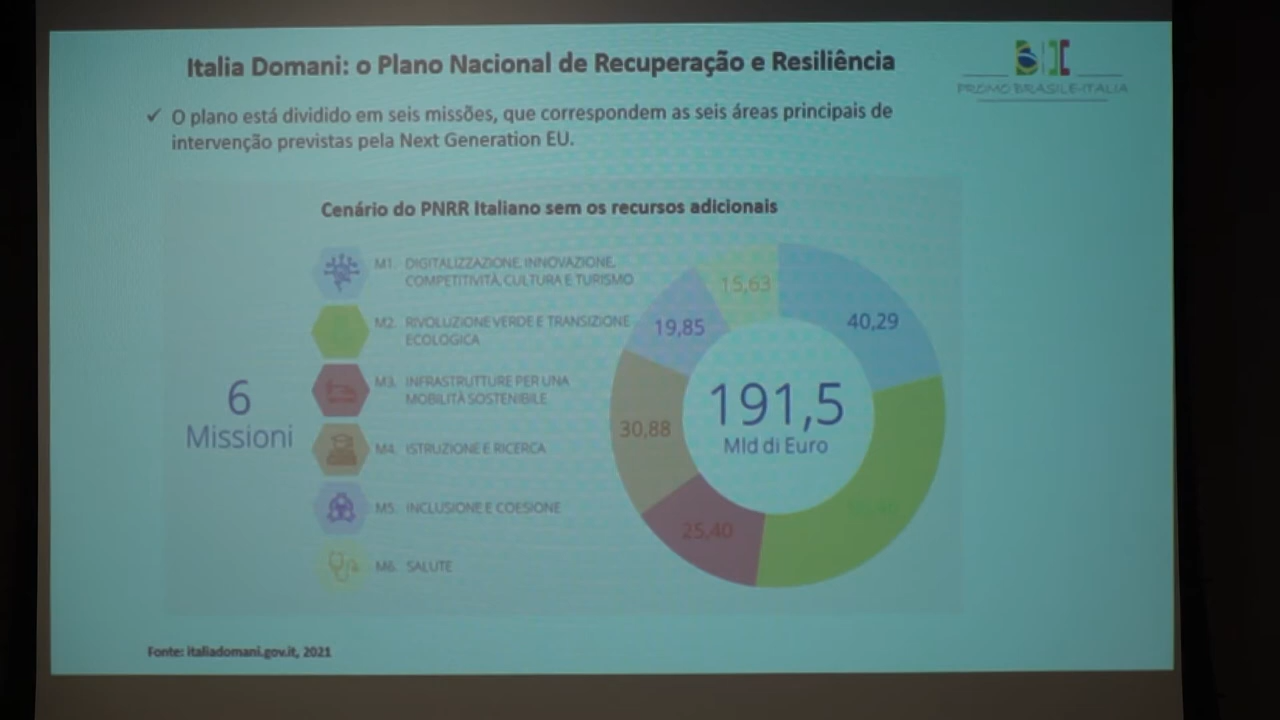 Italia Domani: o Plano Nacional de Recuperação e Resiliência
PROMO BRASILE-ITALIA
✓ O plano está dividido em seis missões, que correspondem as seis áreas principais de
intervenção previstas pela Next Generation EU.
Cenário do PNRR Italiano sem os recursos adicionais
6
Missioni
M1. DIGITALIZZAZIONE, INNOVAZIONE,
COMPETITIVITÀ, CULTURA E TURISMO
M2. RIVOLUZIONE VERDE E TRANSIZIONE
ECOLOGICA
M3. INFRASTRUTTURE PER UNA
MOBILITÀ SOSTENIBILE
M4. ISTRUZIONE E RICERCA
M5. INCLUSIONE E COESIONE
M6. SALUTE
15,63
40,29
19,85
30,88
25,40
191,5
Mld di Euro
Fonte: italiadomani.gov.it, 2021